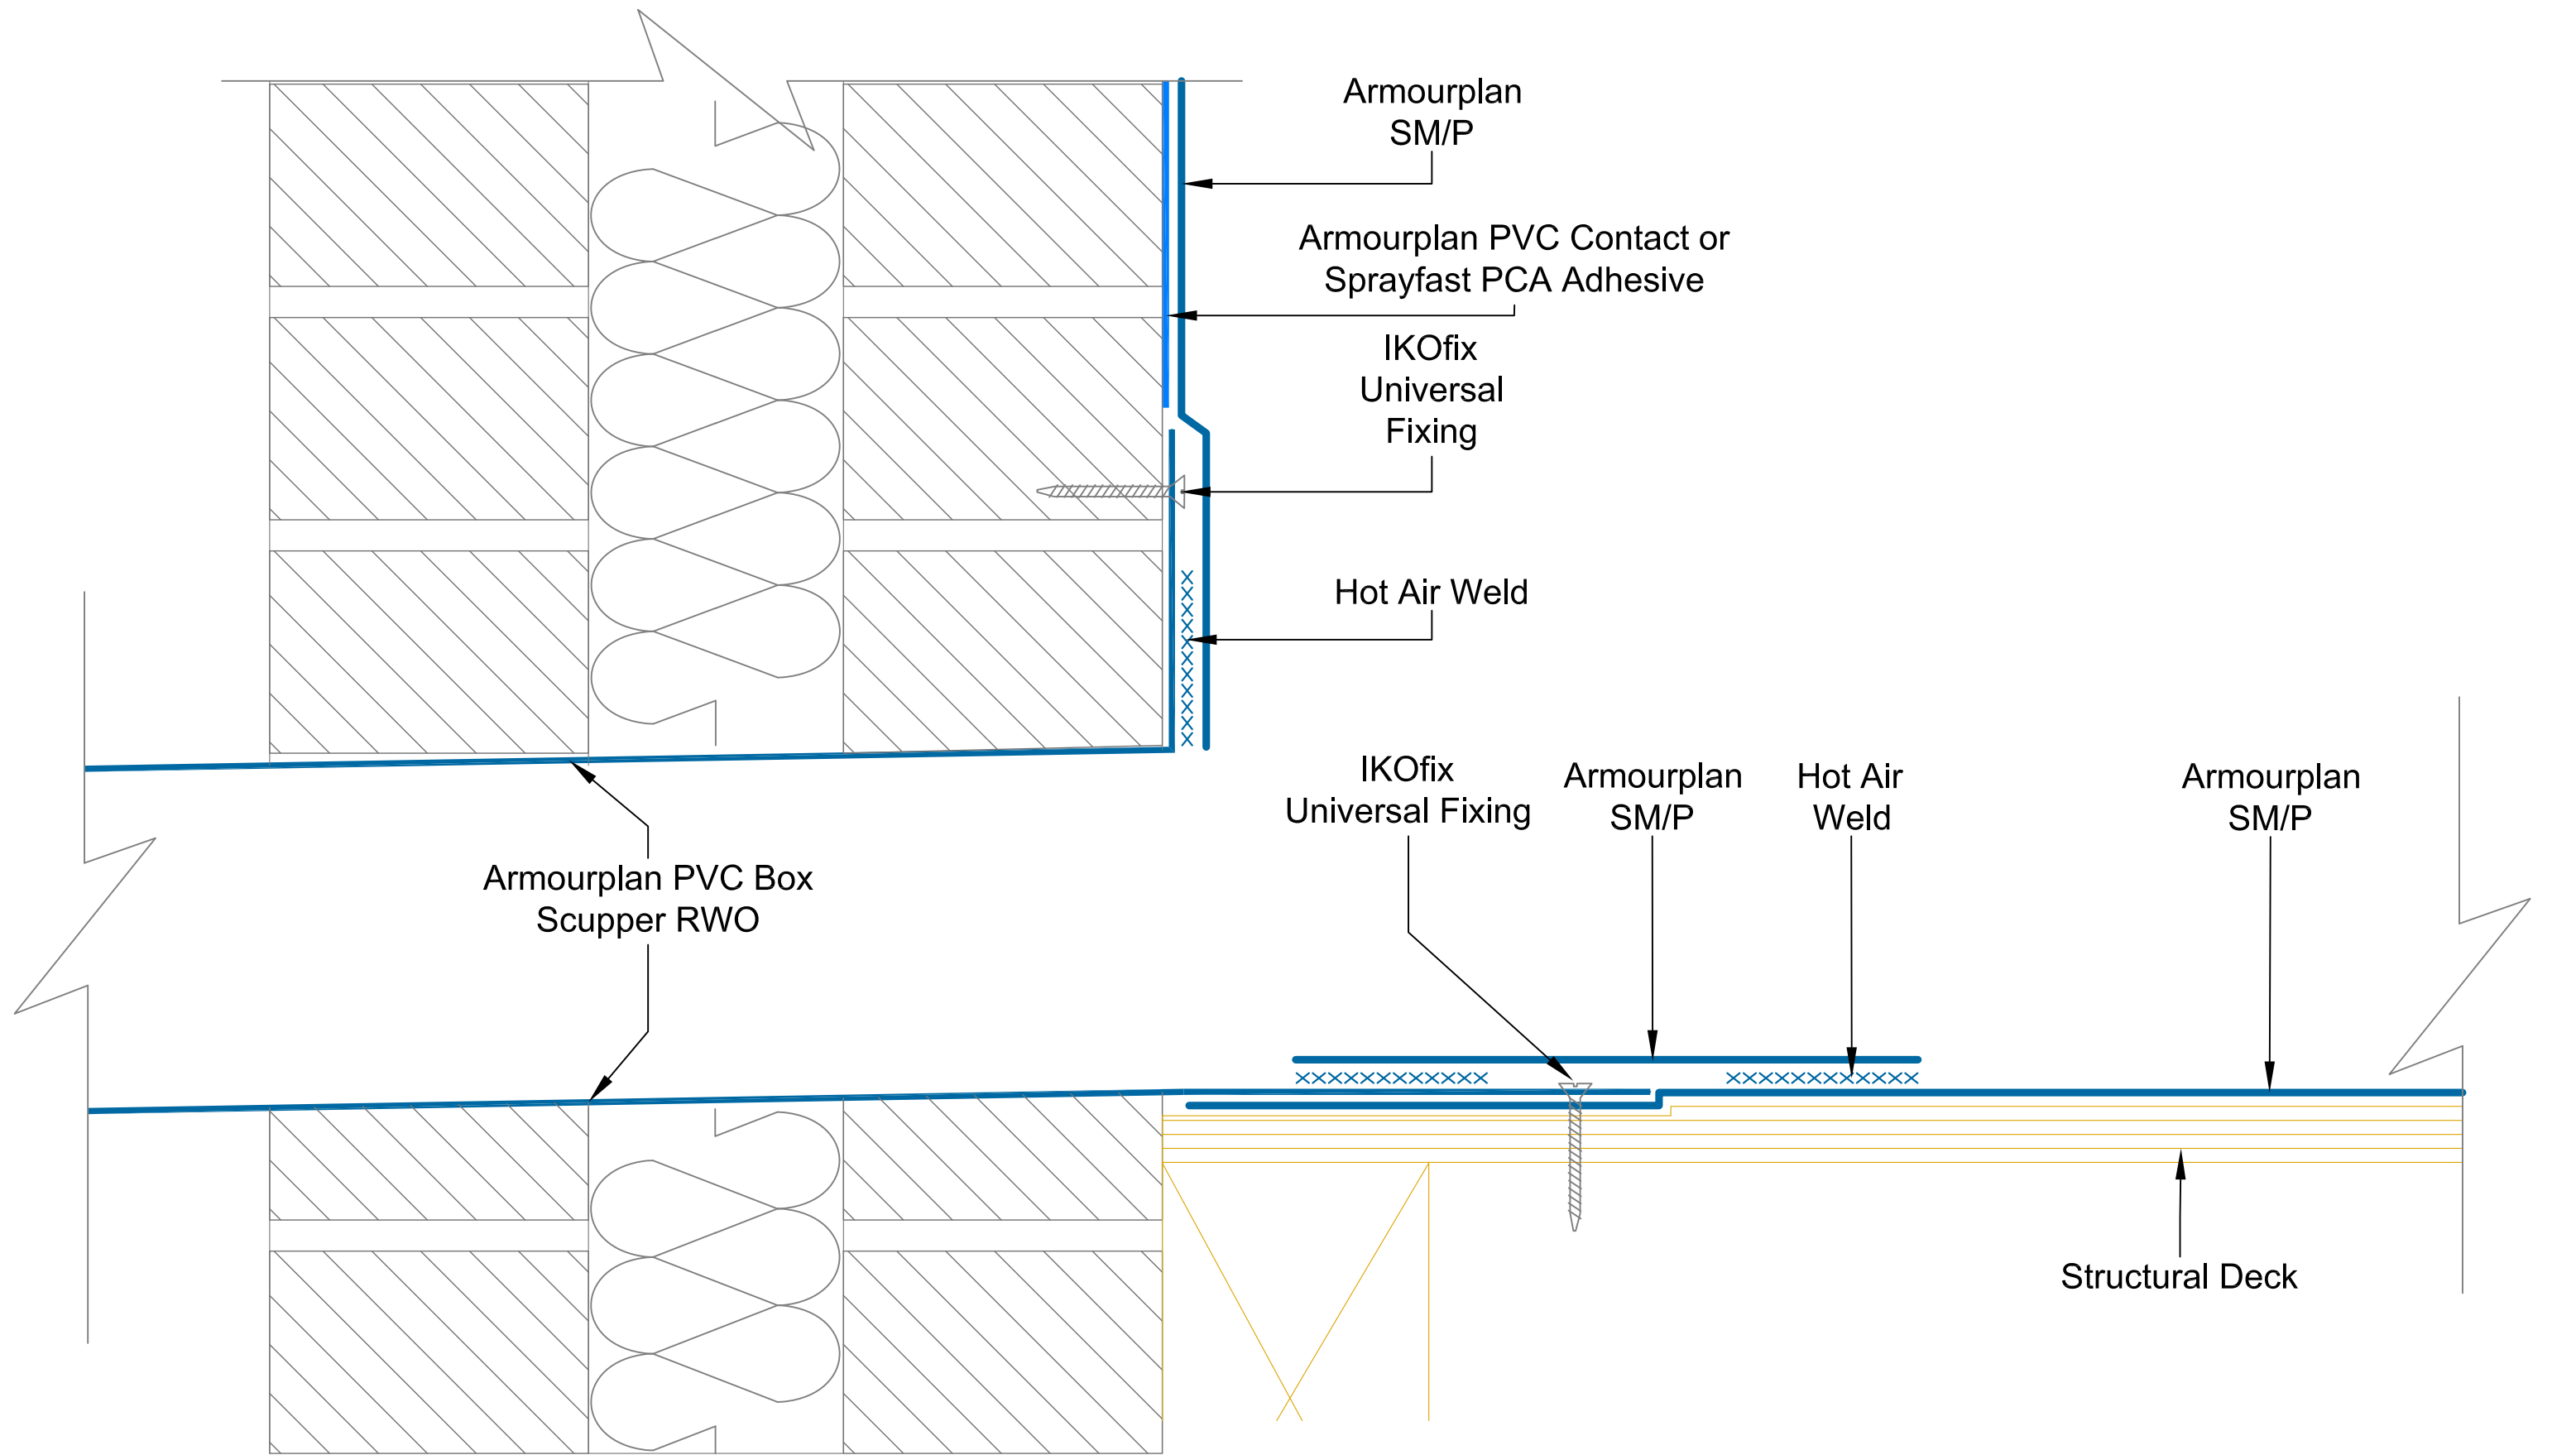 Armourplan
SM/P
Armourplan PVC Contact or
Sprayfast PCA Adhesive
IKOfix
Universal
Fixing
Hot Air Weld
IKOfix
Universal Fixing
Armourplan
SM/P
Hot Air
Weld
Armourplan
SM/P
Armourplan PVC Box
Scupper RWO
Structural Deck